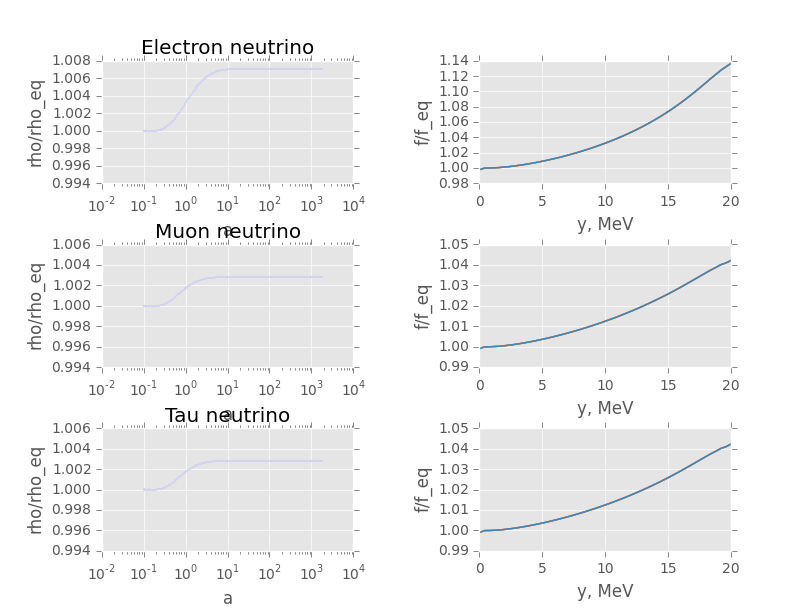 Electron neutrino
rho/rho_eq
1.008
1.006
1.004
1.002
1.000
0.998
0.996
0.994
10^-2 10^-1 10^0 10^1 10^2 10^3 10^4
a
f/f_eq
1.14
1.12
1.10
1.08
1.06
1.04
1.02
1.00
0.98
0 5 10 15 20
y, MeV
Muon neutrino
rho/rho_eq
1.006
1.004
1.002
1.000
0.998
0.996
0.994
10^-2 10^-1 10^0 10^1 10^2 10^3 10^4
a
f/f_eq
1.05
1.04
1.03
1.02
1.01
1.00
0.99
0 5 10 15 20
y, MeV
Tau neutrino
rho/rho_eq
1.006
1.004
1.002
1.000
0.998
0.996
0.994
10^-2 10^-1 10^0 10^1 10^2 10^3 10^4
a
f/f_eq
1.05
1.04
1.03
1.02
1.01
1.00
0.99
0 5 10 15 20
y, MeV